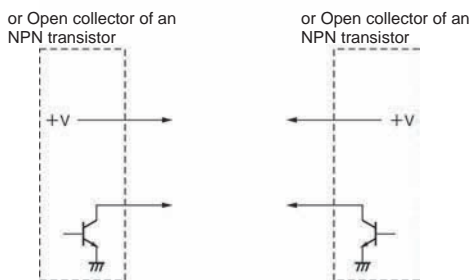 or Open collector of an
NPN transistor
+V
or Open collector of an
NPN transistor
+V